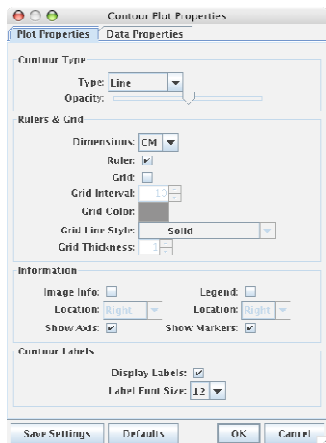 Contour Plot Properties
Plot Properties Data Properties
Contour Type
Type: Line
Opacity:
Rulers & Grid
Dimensions: CM
Ruler:
Grid:
Grid Interval: 10
Grid Color:
Grid Line Style: Solid
Grid Thickness: 1
Information
Image Info: Legend:
Location: Right Location: Right
Show Axis: Show Markers:
Contour Labels
Display Labels:
Label Font Size: 12
Save Settings Defaults OK Cancel